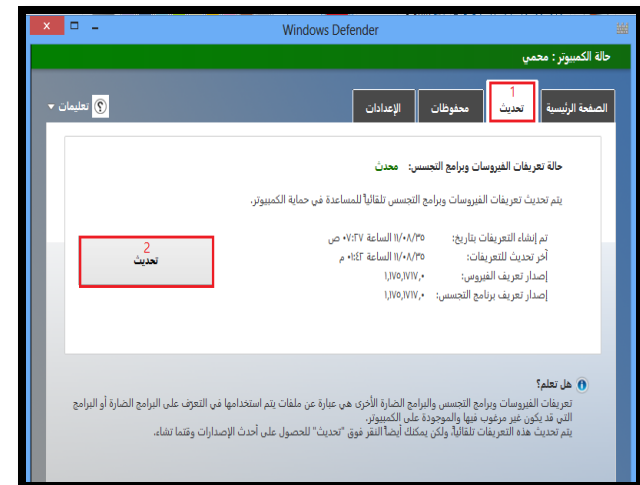 Windows Defender
حالة الكمبيوتر : محمي
الصفحة الرئيسية
1
تحديث
محفوظات
الإعدادات
تعليمات
حالة تعريفات الفيروسات وبرامج التجسس: محدث
يتم تحديث تعريفات الفيروسات وبرامج التجسس تلقائياً للمساعدة في حماية الكمبيوتر.
تم إنشاء التعريفات بتاريخ: ١١/٠٨/٣٥ الساعة ٠٧:٢٧ ص
آخر تحديث للتعريفات: ١١/٠٨/٣٥ الساعة ٠١:٤٢ م
إصدار تعريف الفيروس: ١,١٧٥,١٧١٧,٠
إصدار تعريف برنامج التجسس: ١,١٧٥,١٧١٧,٠
2
تحديث
هل تعلم؟
تعريفات الفيروسات وبرامج التجسس والبرامج الضارة الأخرى هي عبارة عن ملفات يتم استخدامها في التعرّف على البرامج الضارة أو البرامج
التي قد يكون غير مرغوب فيها والموجودة على الكمبيوتر.
يتم تحديث هذه التعريفات تلقائياً، ولكن يمكنك أيضاً النقر فوق "تحديث" للحصول على أحدث الإصدارات وقتما تشاء.